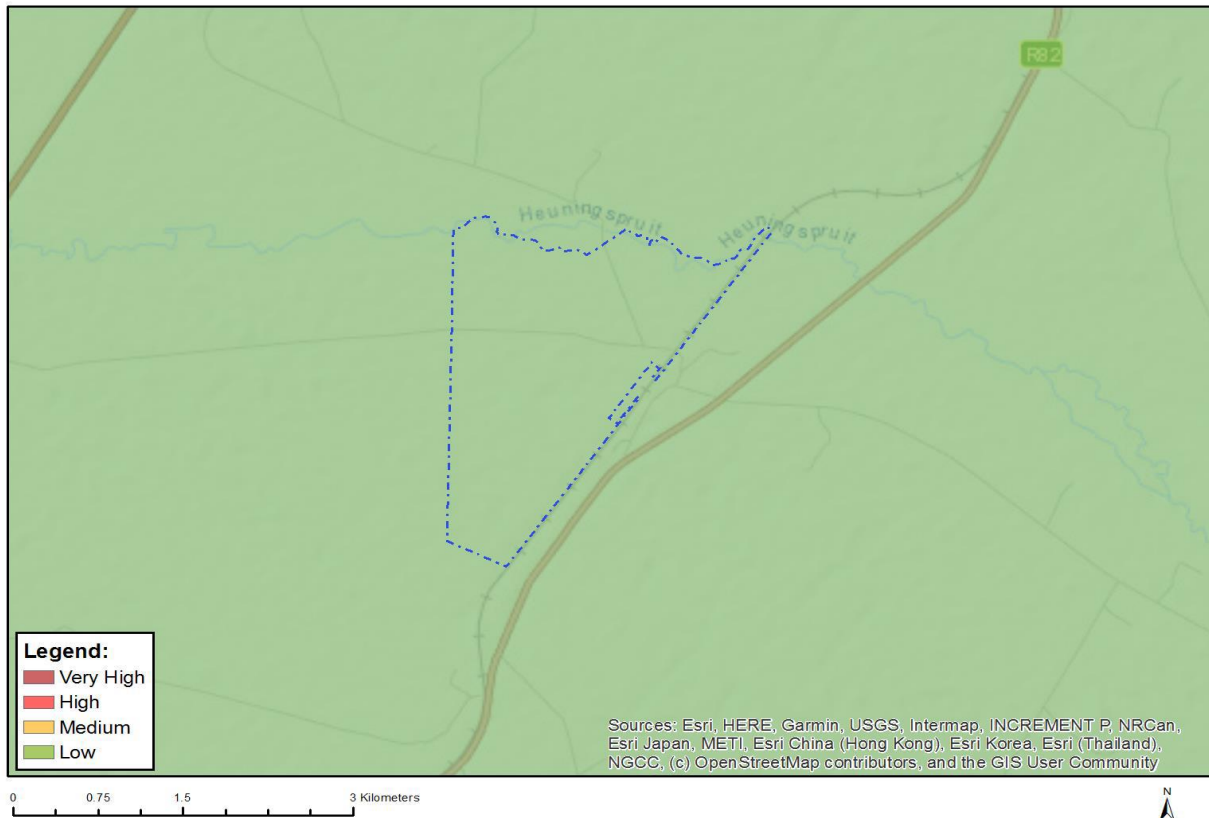 R82
Heuningspruit
Heuningspruit
Legend:
Very High
High
Medium
Low
Sources: Esri, HERE, Garmin, USGS, Intermap, INCREMENT P, NRCan,
Esri Japan, METI, Esri China (Hong Kong), Esri Korea, Esri (Thailand),
NGCC, (c) OpenStreetMap contributors, and the GIS User Community
0 0.75 1.5 3 Kilometers
N